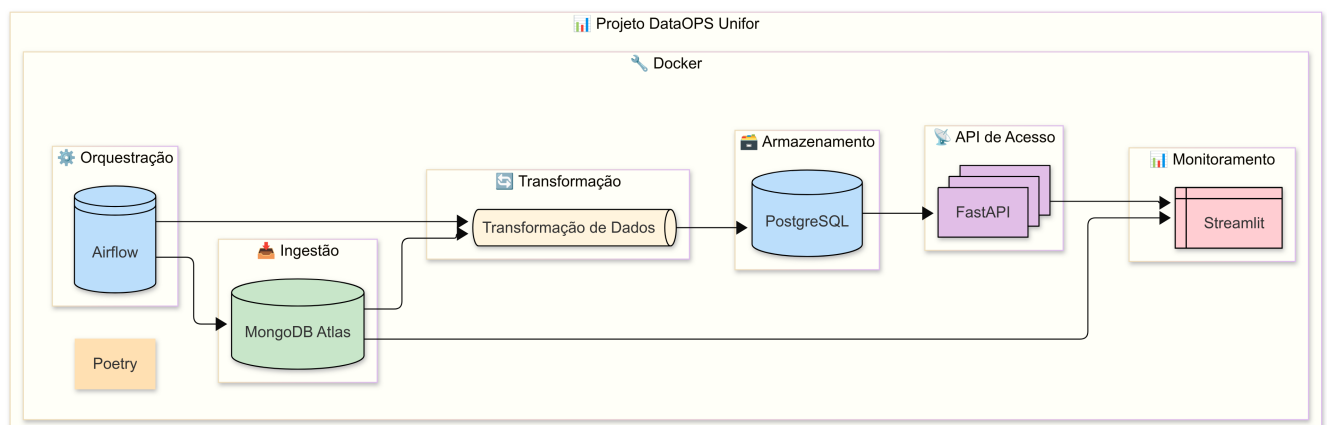 📊 Projeto DataOPS Unifor
🔧 Docker
⚙️ Orquestração
Airflow
📥 Ingestão
MongoDB Atlas
🔄 Transformação
Transformação de Dados
🗃️ Armazenamento
PostgreSQL
📡 API de Acesso
FastAPI
📊 Monitoramento
Streamlit
Poetry